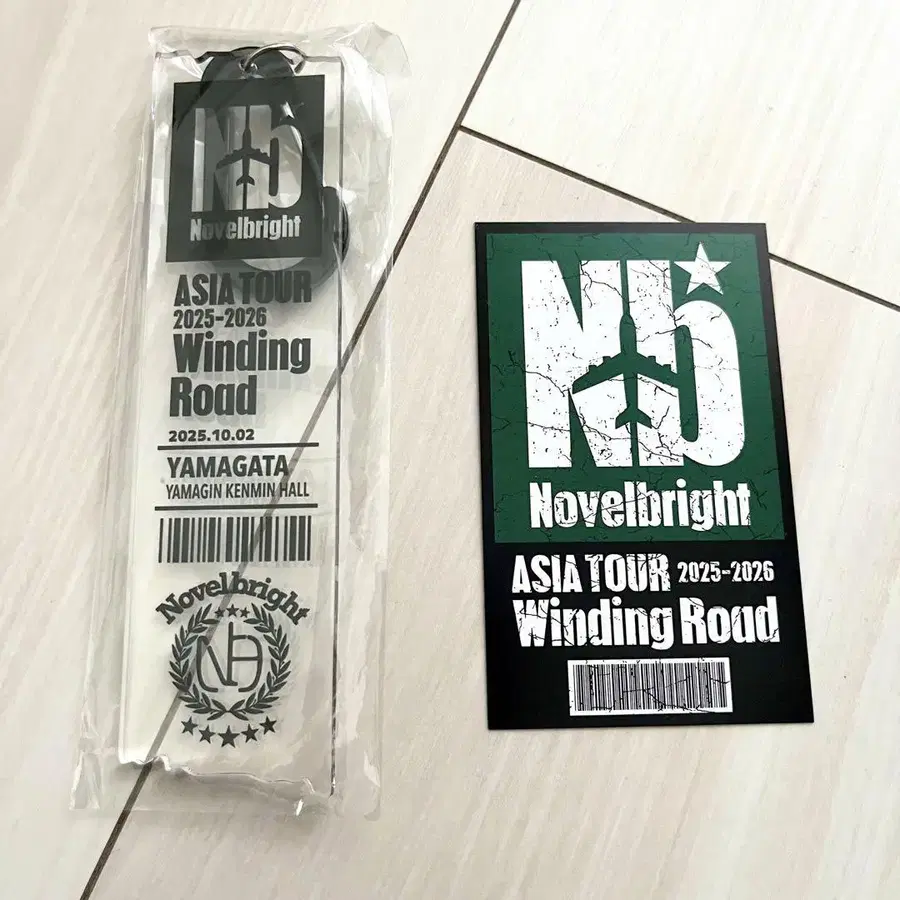 Nb
Novelbright
ASIA TOUR
2025-2026
Winding
Road
2025.10.02
YAMAGATA
YAMAGIN KENMIN HALL
Novelbright
NB
Nb
Novelbright
ASIA TOUR 2025-2026
Winding Road